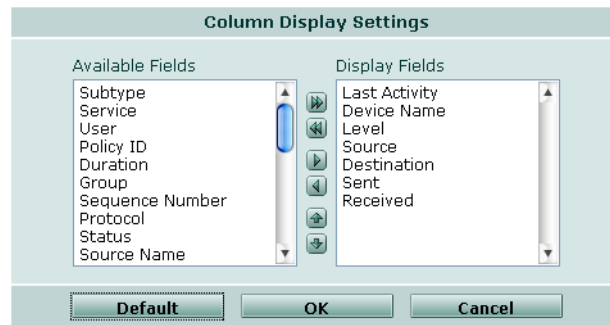 Column Display Settings
Available Fields
Display Fields
Subtype
Service
User
Policy ID
Duration
Group
Sequence Number
Protocol
Status
Source Name
Last Activity
Device Name
Level
Source
Destination
Sent
Received
Default
OK
Cancel